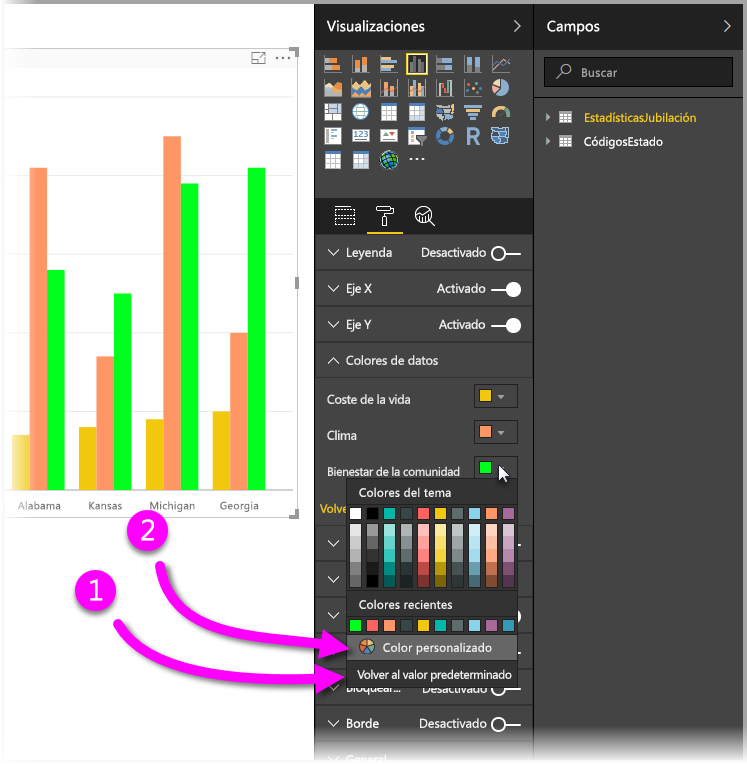 Visualizaciones
Campos
Buscar
EstadísticasJubilación
CódigosEstado
123
R
Leyenda Desactivado
Eje X Activado
Eje Y Activado
Colores de datos
Coste de la vida
Clima
Bienestar de la comunidad
Volve
Colores del tema
Colores recientes
Color personalizado
Volver al valor predeterminado
Bloquear... Desactivado
Borde Desactivado
General
Alabama Kansas Michigan Georgia
2
1